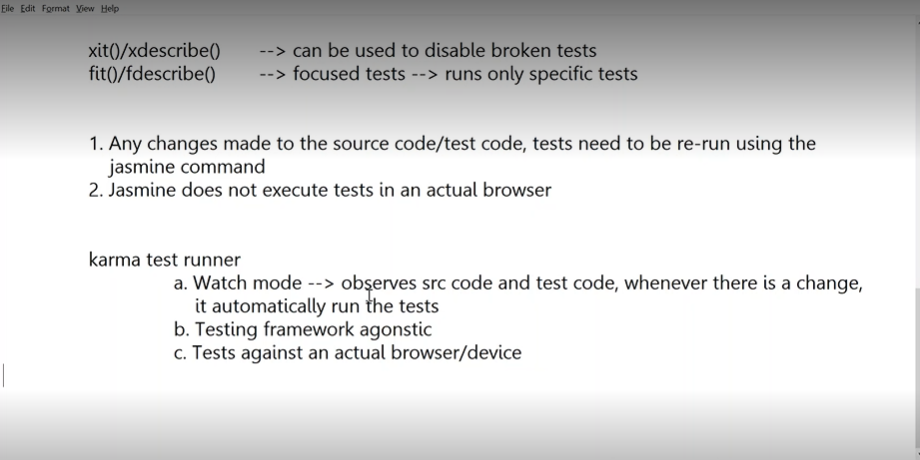 File Edit Format View Help
xit()/xdescribe() --> can be used to disable broken tests
fit()/fdescribe() --> focused tests --> runs only specific tests
1. Any changes made to the source code/test code, tests need to be re-run using the
jasmine command
2. Jasmine does not execute tests in an actual browser
karma test runner
a. Watch mode --> observes src code and test code, whenever there is a change,
it automatically run the tests
b. Testing framework agonstic
c. Tests against an actual browser/device